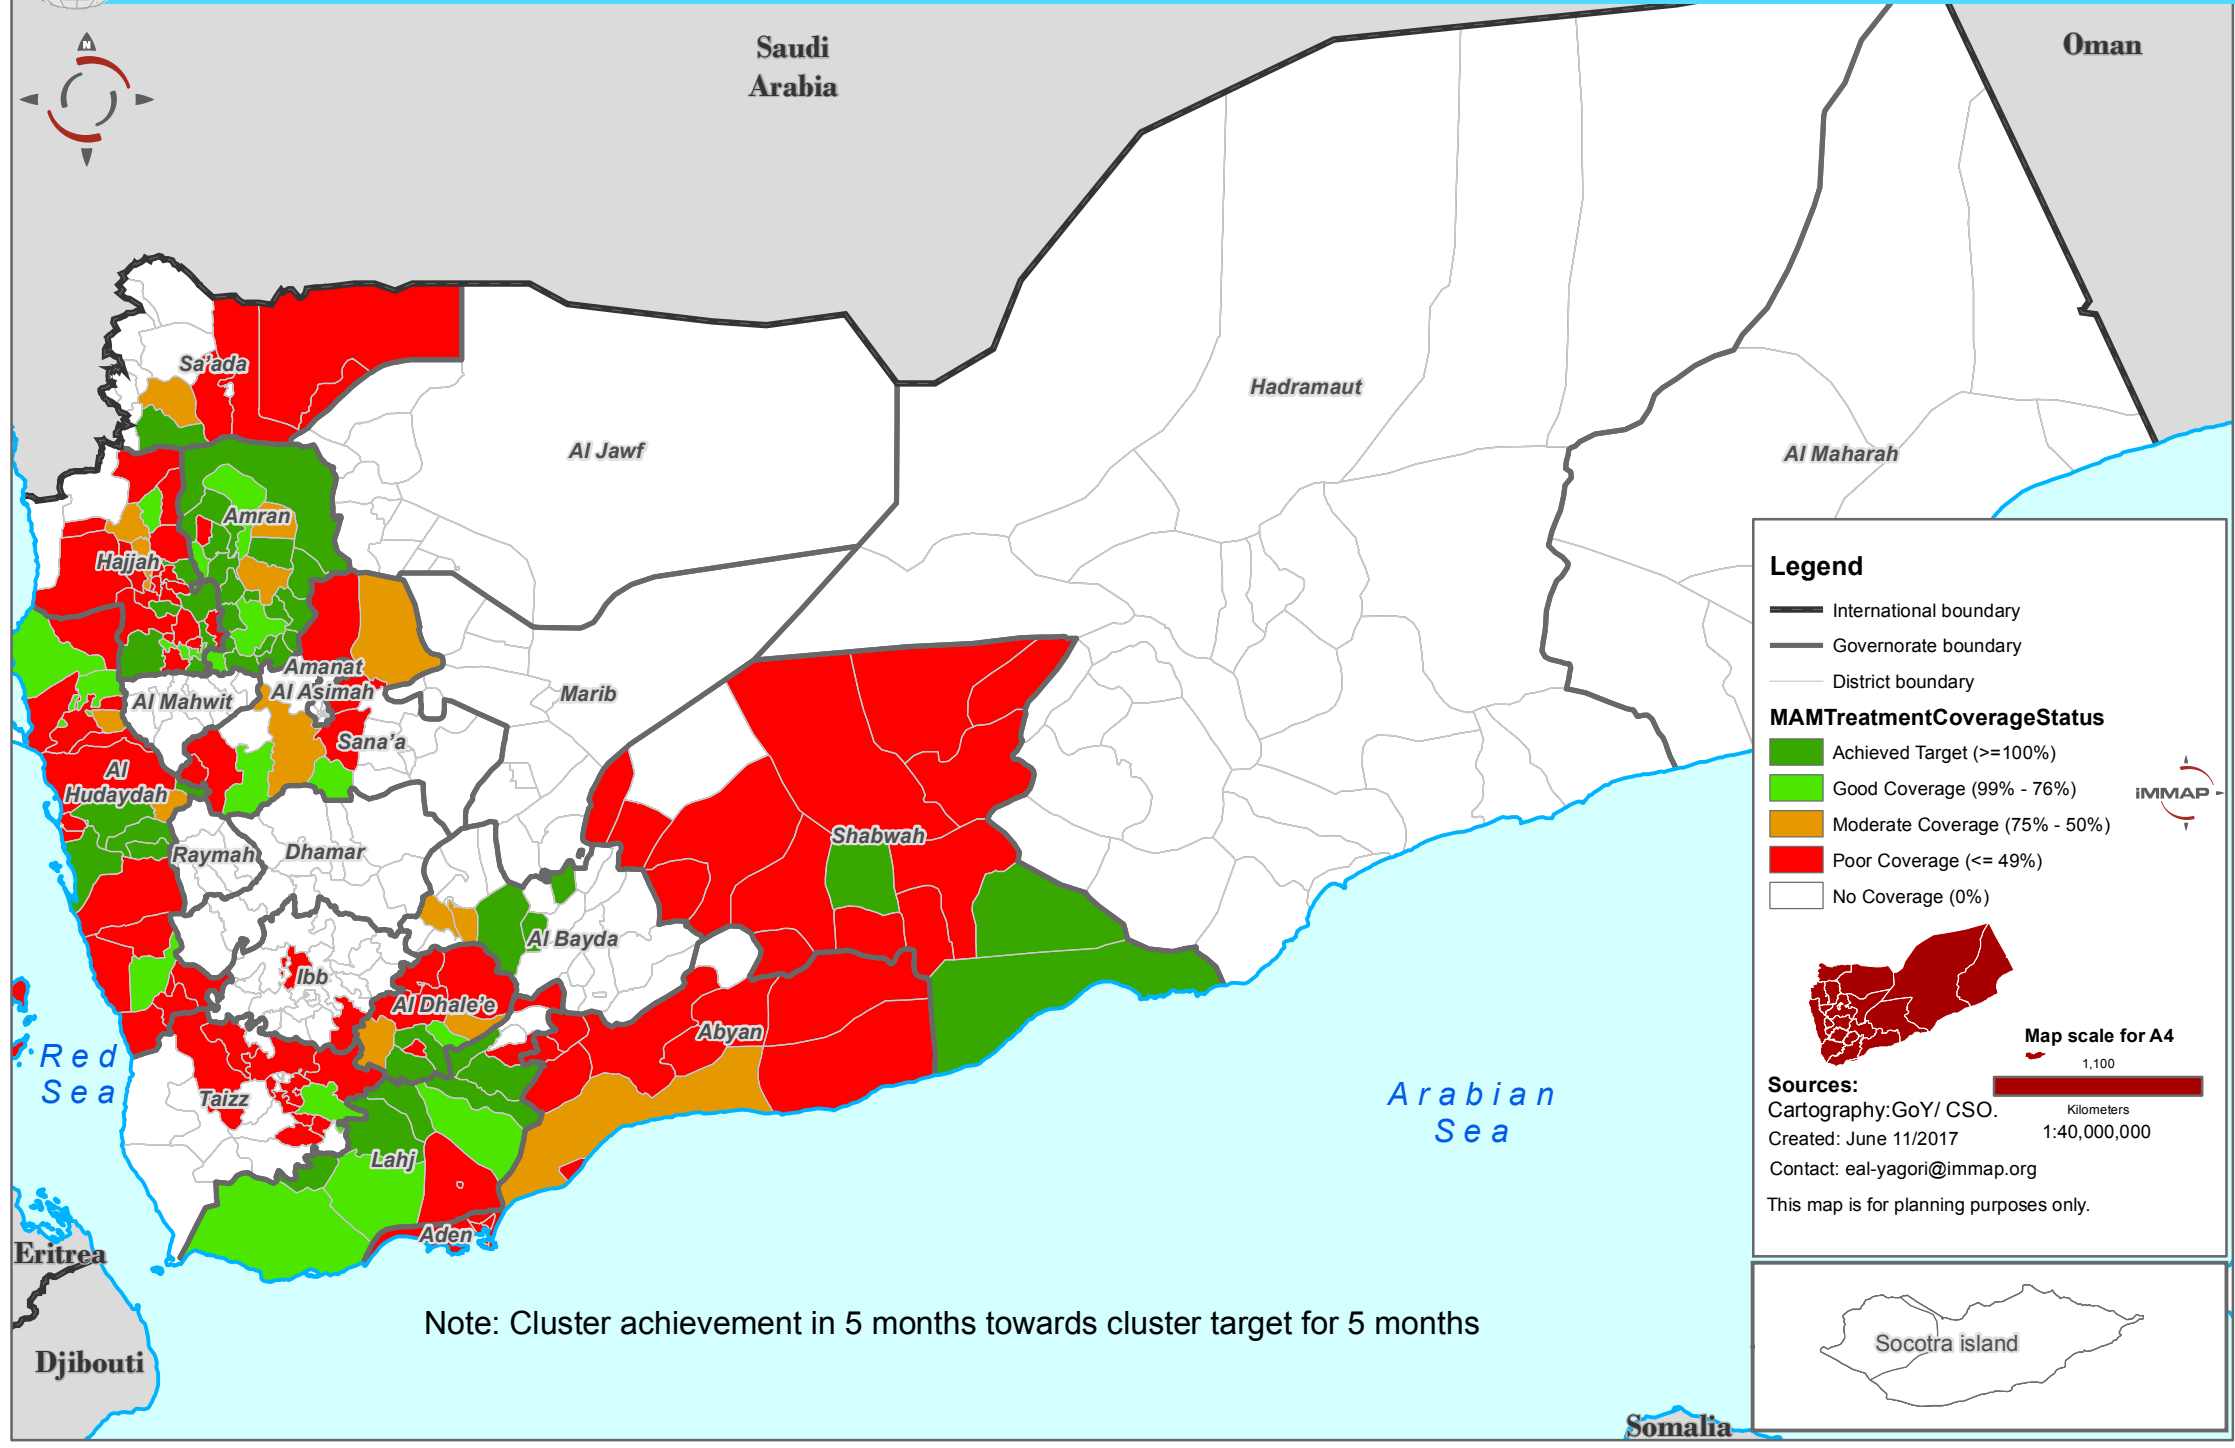 N
Saudi
Arabia
Oman
Sa'ada
Al Jawf
Hadramaut
Al Maharah
Amran
Hajjah
Amanat
Al Asimah
Al Mahwit
Marib
Sana'a
Al
Hudaydah
Raymah
Dhamar
Shabwah
Al Bayda
Ibb
Al Dhale'e
Abyan
Red
Sea
Taizz
Lahj
Aden
Arabian
Sea
Eritrea
Djibouti
Somalia
Note: Cluster achievement in 5 months towards cluster target for 5 months
Legend
International boundary
Governorate boundary
District boundary
MAMTreatmentCoverageStatus
Achieved Target (>=100%)
Good Coverage (99% - 76%)
Moderate Coverage (75% - 50%)
Poor Coverage (<= 49%)
No Coverage (0%)
iMMAP
Map scale for A4
1,100
Kilometers
1:40,000,000
Sources:
Cartography:GoY/ CSO.
Created: June 11/2017
Contact: eal-yagori@immap.org
This map is for planning purposes only.
Socotra island